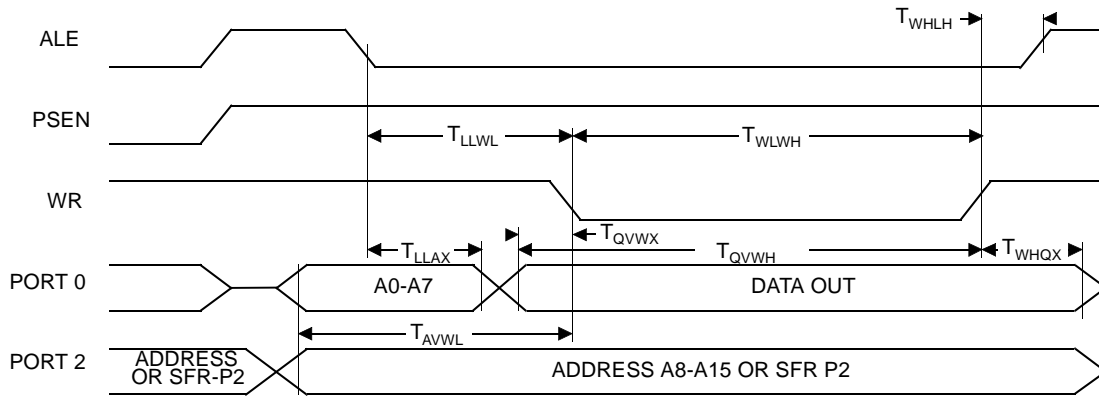 T_WHLH
ALE
PSEN
T_LLWL
T_WLWH
WR
T_QVWX
T_LLAX
T_QVWH
T_WHQX
PORT 0
A0-A7
DATA OUT
T_AVWL
PORT 2
ADDRESS
OR SFR-P2
ADDRESS A8-A15 OR SFR P2